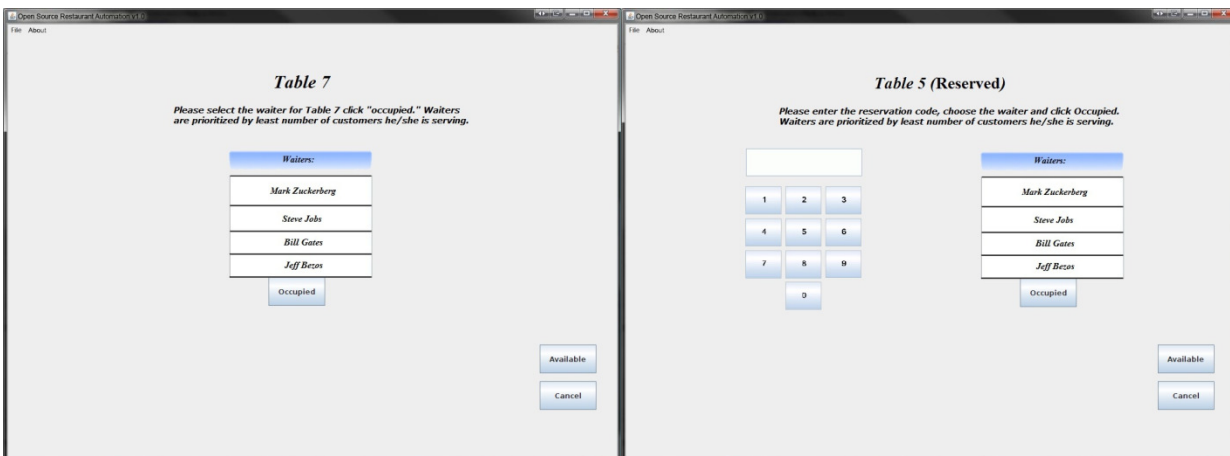 Open Source Restaurant Automation v1.0
File About
Table 7
Please select the waiter for Table 7 click "occupied." Waiters
are prioritized by least number of customers he/she is serving.
Waiters:
Mark Zuckerberg
Steve Jobs
Bill Gates
Jeff Bezos
Occupied
Available
Cancel
Open Source Restaurant Automation v1.0
File About
Table 5 (Reserved)
Please enter the reservation code, choose the waiter and click Occupied.
Waiters are prioritized by least number of customers he/she is serving.
1 2 3
4 5 6
7 8 9
0
Waiters:
Mark Zuckerberg
Steve Jobs
Bill Gates
Jeff Bezos
Occupied
Available
Cancel